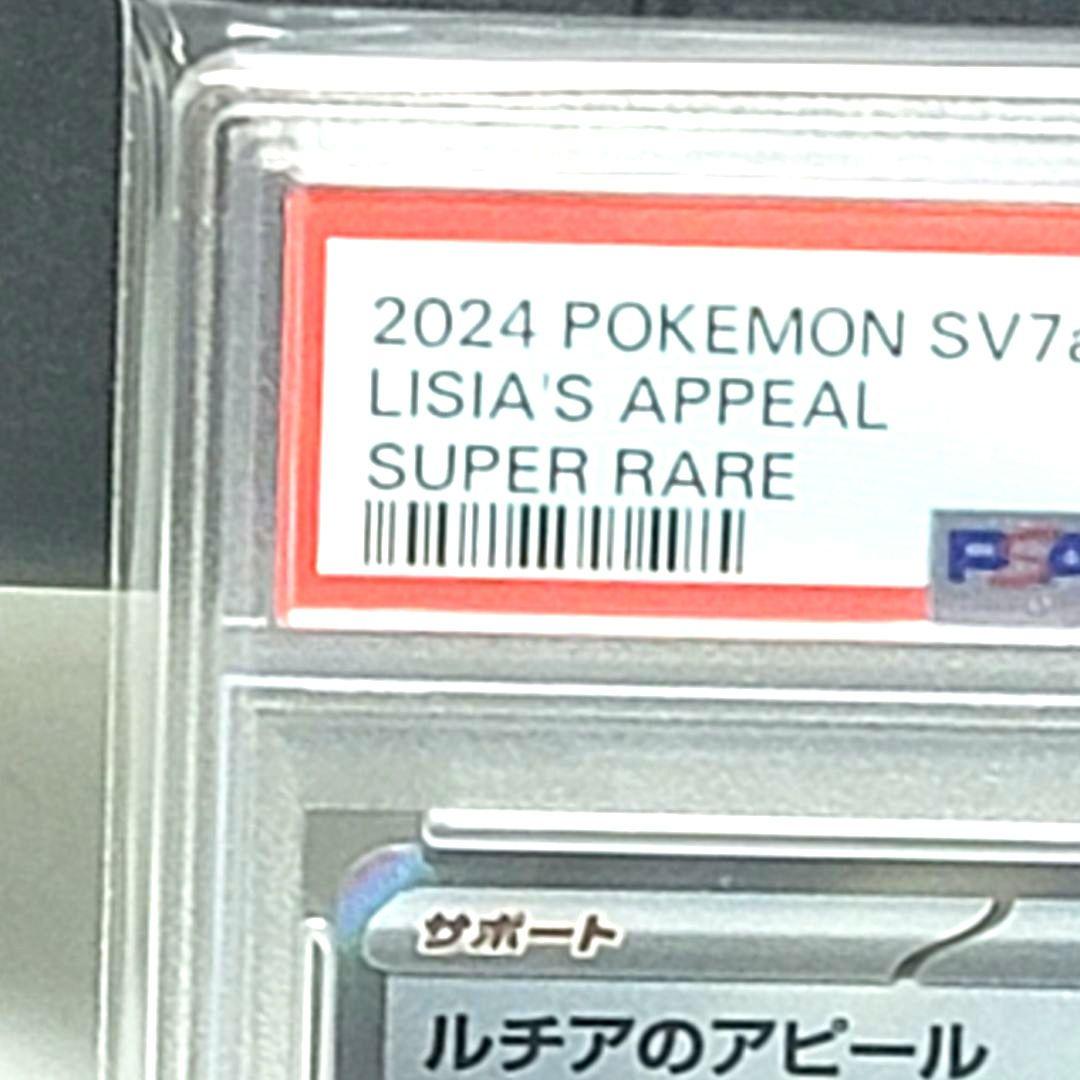 2024 POKEMON SV7a
LISIA'S APPEAL
SUPER RARE
PSA
サポート
ルチアのアピール